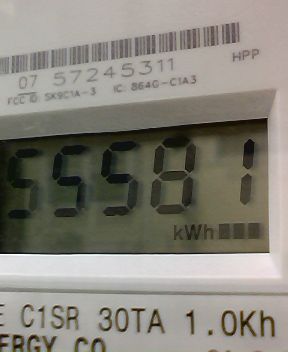 07 57245311
HPP
FCC ID SK9C1A-3 IC: 864G-C1A3
55581
kWh
E C1SR 30TA 1.0Kh
ERGY CO